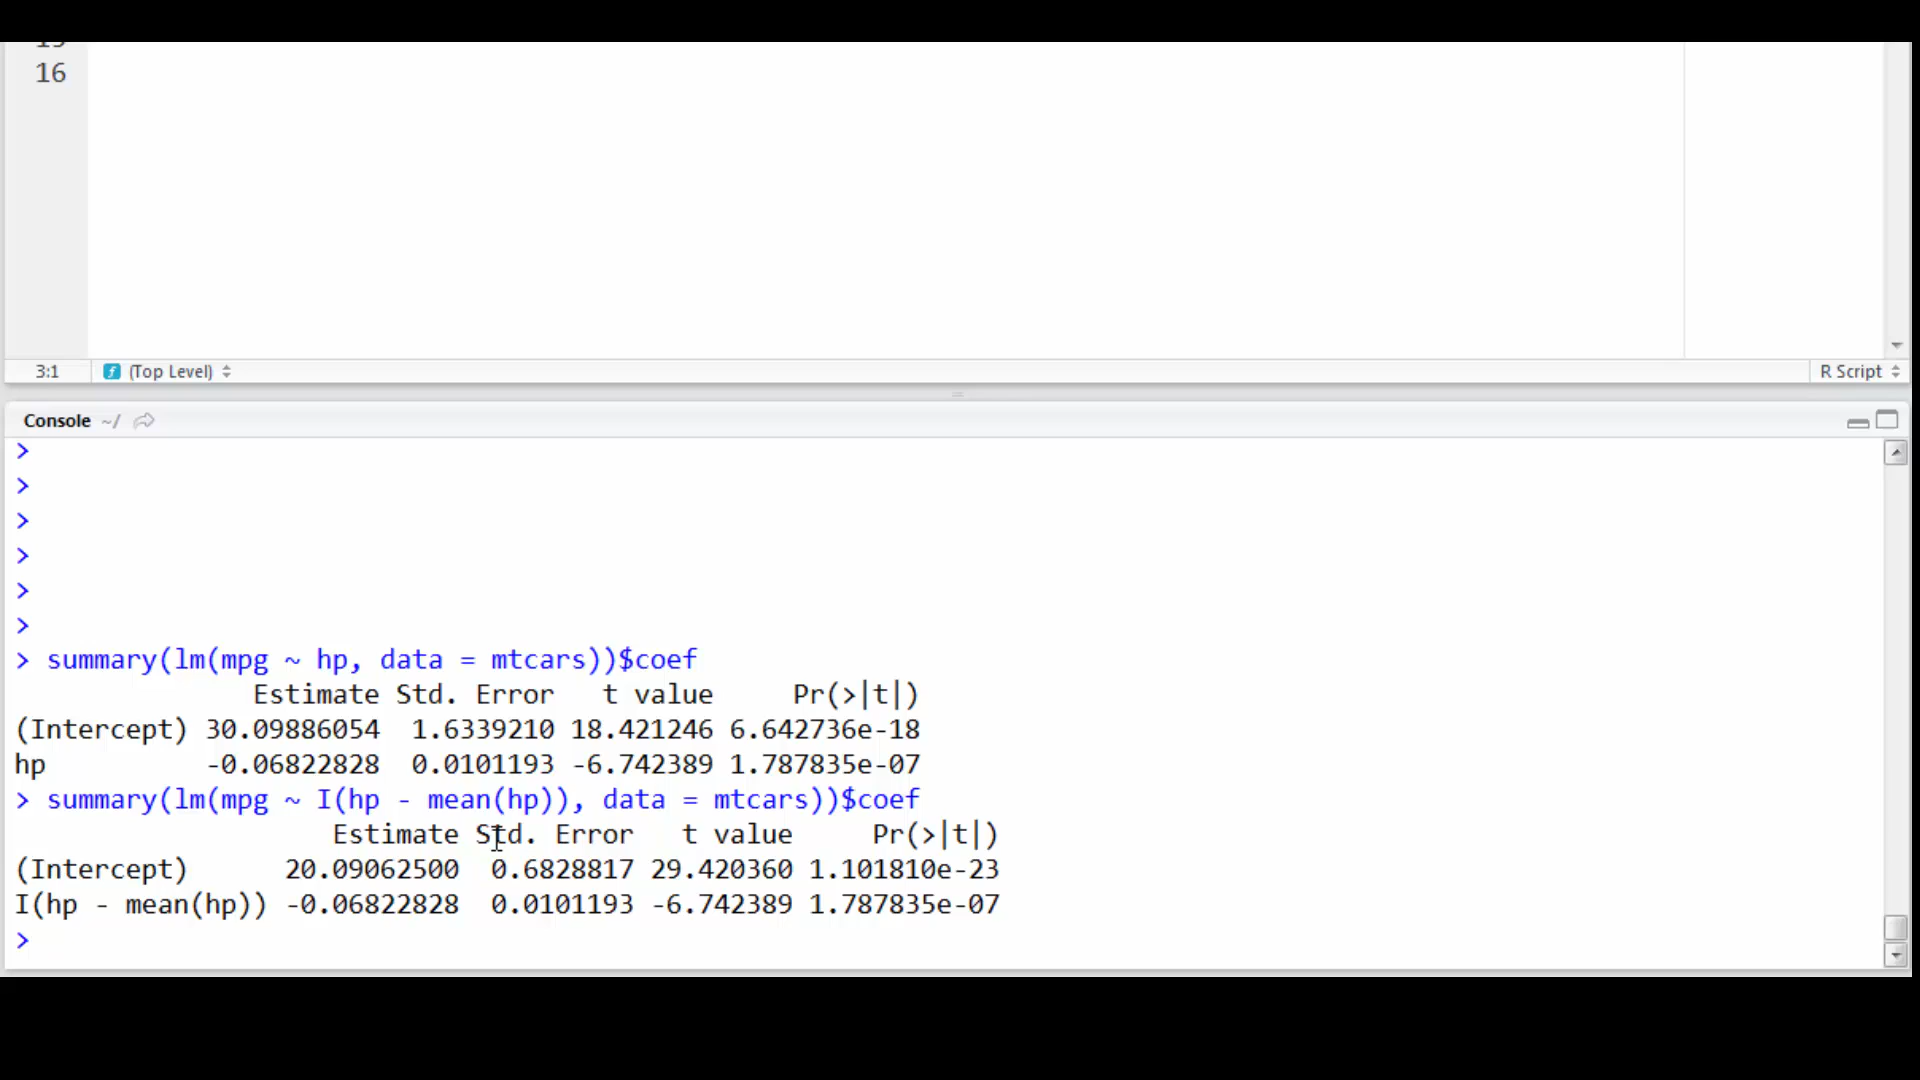 16
3:1 (Top Level) R Script
Console ~/
>
>
>
>
>
>
> summary(lm(mpg ~ hp, data = mtcars))$coef
Estimate Std. Error t value Pr(>|t|)
(Intercept) 30.09886054 1.6339210 18.421246 6.642736e-18
hp -0.06822828 0.0101193 -6.742389 1.787835e-07
> summary(lm(mpg ~ I(hp - mean(hp)), data = mtcars))$coef
Estimate Std. Error t value Pr(>|t|)
(Intercept) 20.09062500 0.6828817 29.420360 1.101810e-23
I(hp - mean(hp)) -0.06822828 0.0101193 -6.742389 1.787835e-07
>